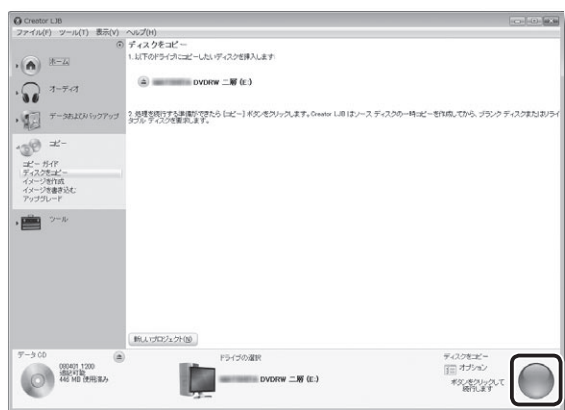 Creator LJB
ファイル(F) ツール(T) 表示(V) ヘルプ(H)
ホーム
オーディオ
データおよびバックアップ
コピー
コピー ガイド
ディスクをコピー
イメージを作成
イメージを書き込む
アップグレード
ツール
ディスクをコピー
1. 以下のドライブにコピーしたいディスクを挿入します:
DVDRW 二層 (E:)
2. 処理を続行する準備ができたら [コピー] ボタンをクリックします。Creator LJB はソース ディスクの一時コピーを作成してから、ブランク ディスクまたはリライ
タブル ディスクを要求します。
新しいプロジェクト(N)
データ CD
080401_1200
追記可能
446 MB 使用済み
ドライブの選択
DVDRW 二層 (E:)
ディスクをコピー
オプション
ボタンをクリックして
続行します